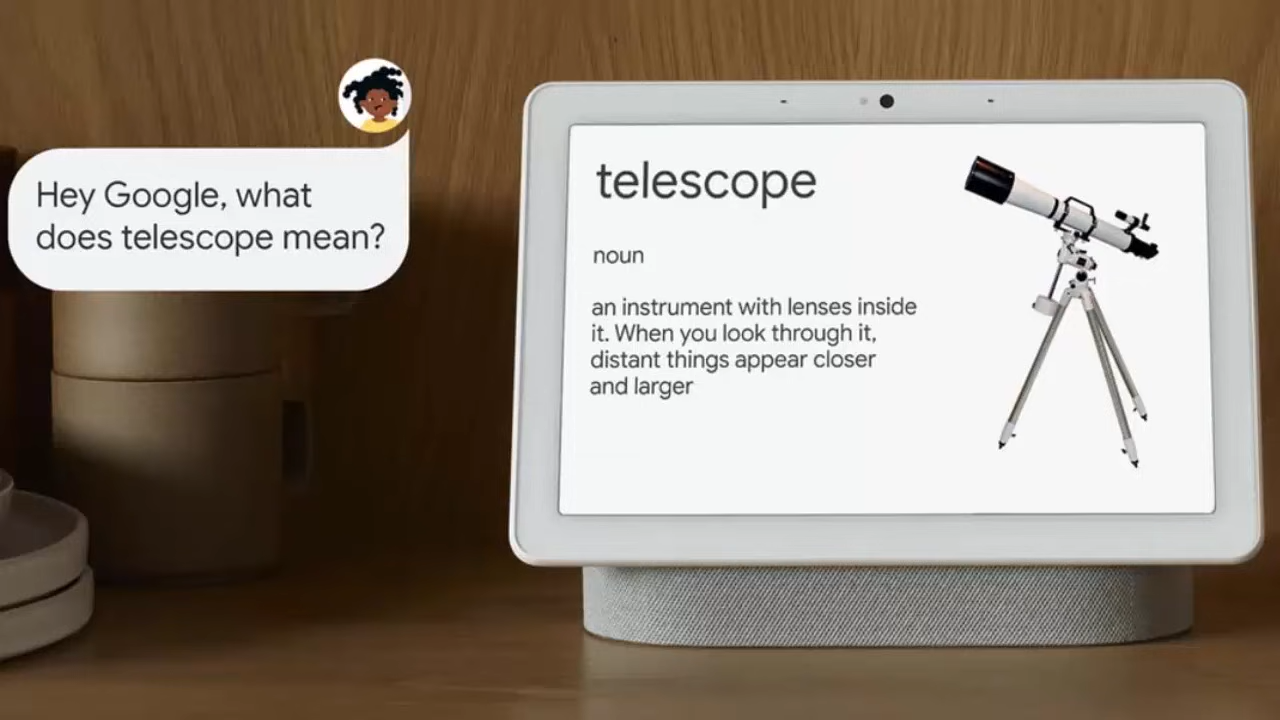 Hey Google, what
does telescope mean?
telescope
noun
an instrument with lenses inside
it. When you look through it,
distant things appear closer
and larger